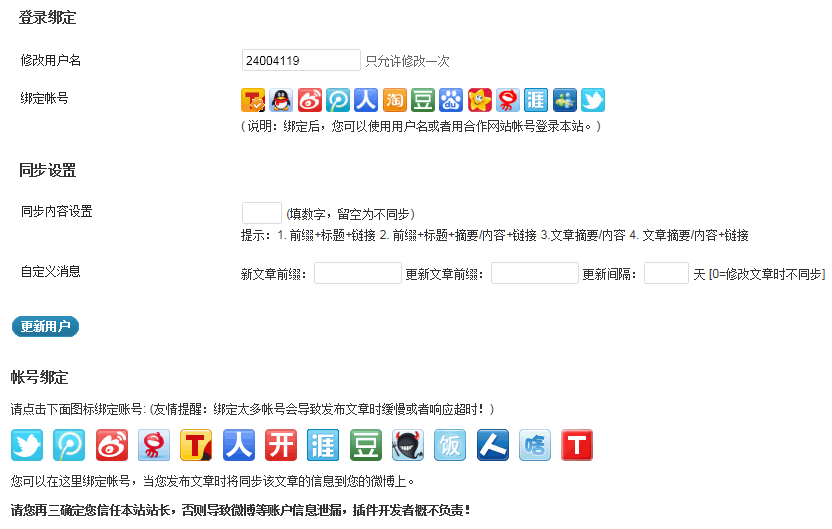 登录绑定
修改用户名 24004119 只允许修改一次
绑定帐号 T 人 淘 豆 涯
( 说明：绑定后，您可以使用用户名或者用合作网站帐号登录本站。)
同步设置
同步内容设置 (填数字，留空为不同步)
提示：1. 前缀+标题+链接 2. 前缀+标题+摘要/内容+链接 3.文章摘要/内容 4. 文章摘要/内容+链接
自定义消息 新文章前缀： 更新文章前缀： 更新间隔： 天 [0=修改文章时不同步]
更新用户
帐号绑定
请点击下面图标绑定账号: (友情提醒：绑定太多帐号会导致发布文章时缓慢或者响应超时！)
T 人 开 涯 豆 饭 人 啥 T
您可以在这里绑定帐号，当您发布文章时将同步该文章的信息到您的微博上。
请您再三确定您信任本站站长，否则导致微博等账户信息泄漏，插件开发者概不负责！